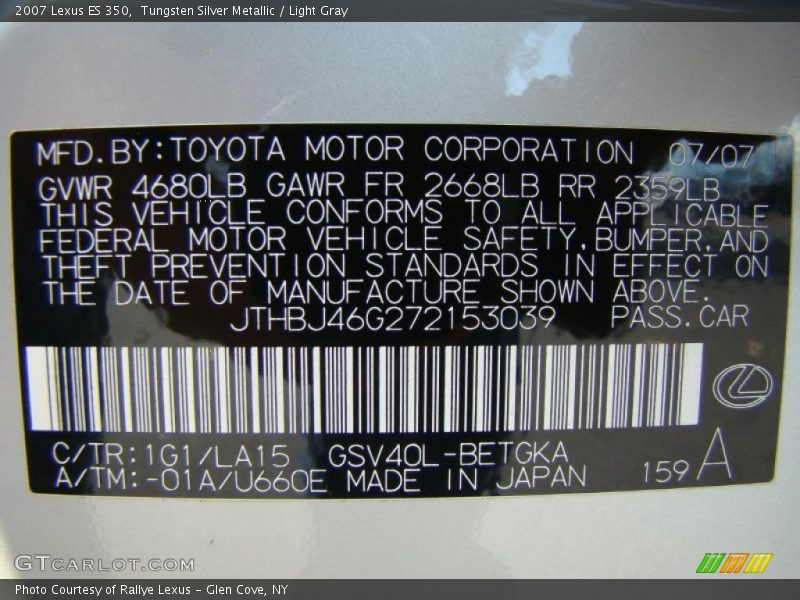 2007 Lexus ES 350, Tungsten Silver Metallic / Light Gray
MFD.BY:TOYOTA MOTOR CORPORATION 07/07
GVWR 4680LB GAWR FR 2668LB RR 2359LB
THIS VEHICLE CONFORMS TO ALL APPLICABLE
FEDERAL MOTOR VEHICLE SAFETY,BUMPER,AND
THEFT PREVENTION STANDARDS IN EFFECT ON
THE DATE OF MANUFACTURE SHOWN ABOVE.
JTHBJ46G272153039 PASS.CAR
C/TR:1G1/LA15 GSV40L-BETGKA
A/TM:-01A/U660E MADE IN JAPAN 159 A
GTCARLOT.COM
Photo Courtesy of Rallye Lexus - Glen Cove, NY